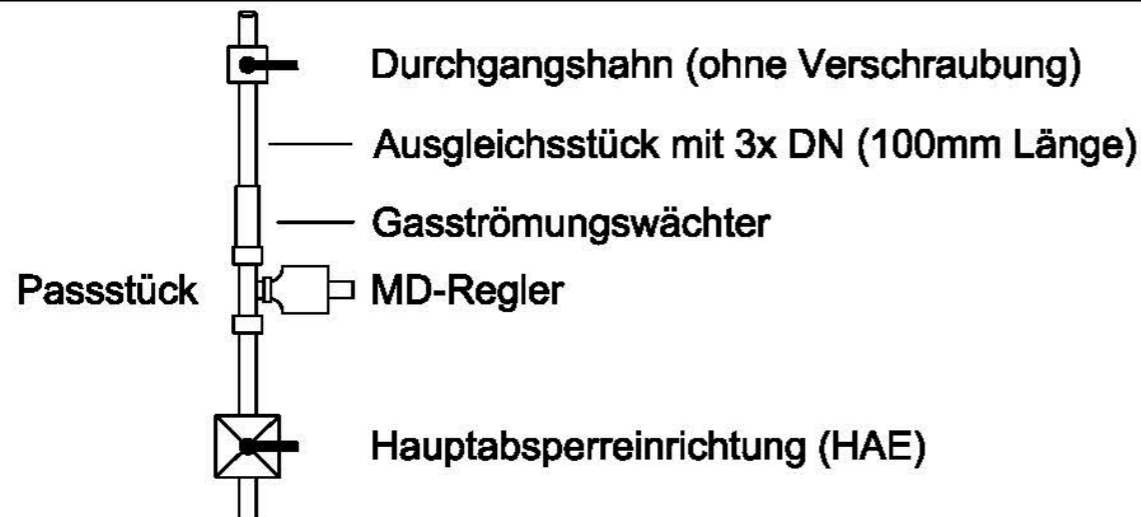 Durchgangshahn (ohne Verschraubung)
Ausgleichsstück mit 3x DN (100mm Länge)
Gasströmungswächter
Passstück
MD-Regler
Hauptabsperreinrichtung (HAE)